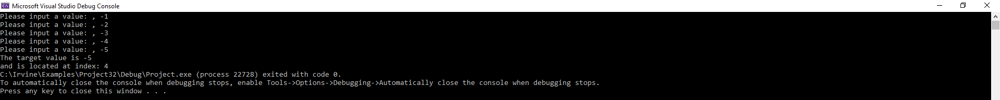 Microsoft Visual Studio Debug Console
Please input a value: , -1
Please input a value: , -2
Please input a value: , -3
Please input a value: , -4
Please input a value: , -5
The target value is -5
and is located at index: 4
C:\Irvine\Examples\Project32\Debug\Project.exe (process 22728) exited with code 0.
To automatically close the console when debugging stops, enable Tools->Options->Debugging->Automatically close the console when debugging stops.
Press any key to close this window . . .